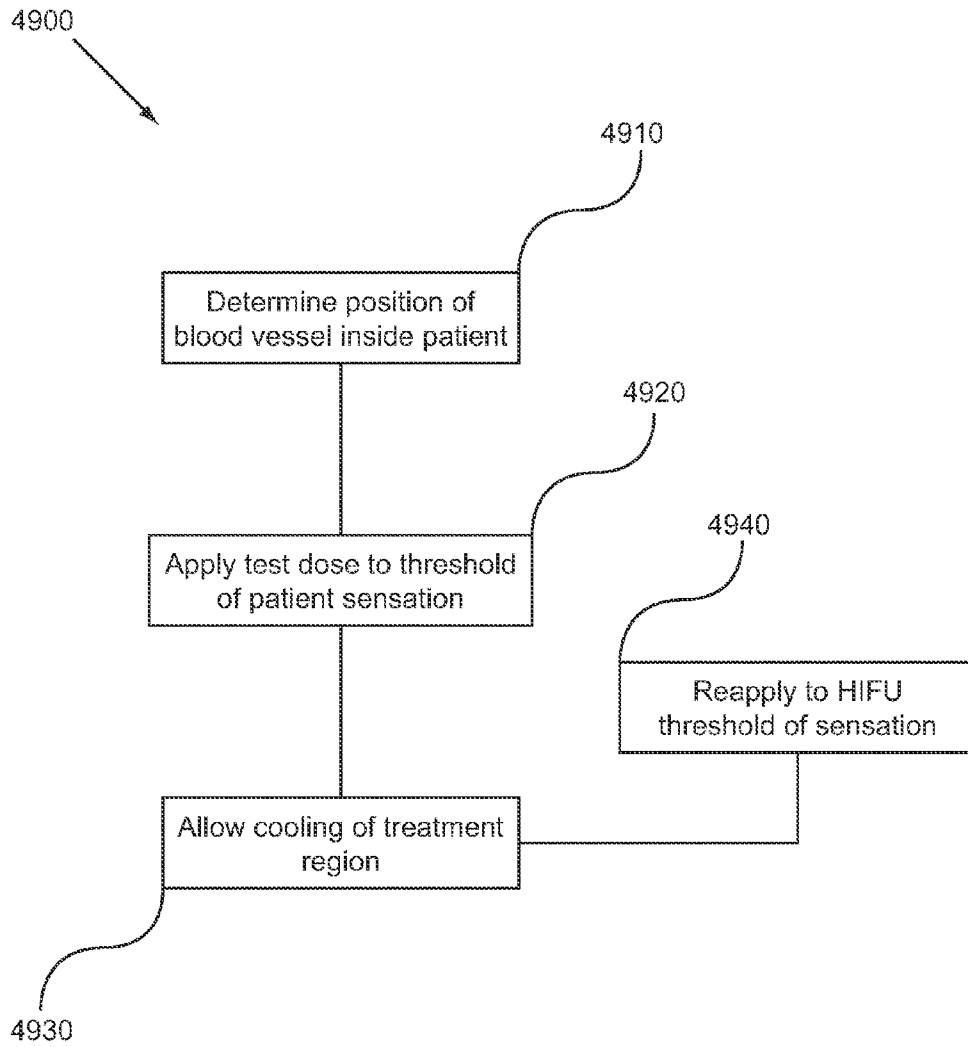 4900
4910
Determine position of
blood vessel inside patient
4920
Apply test dose to threshold
of patient sensation
4940
Reapply to HIFU
threshold of sensation
Allow cooling of treatment
region
4930